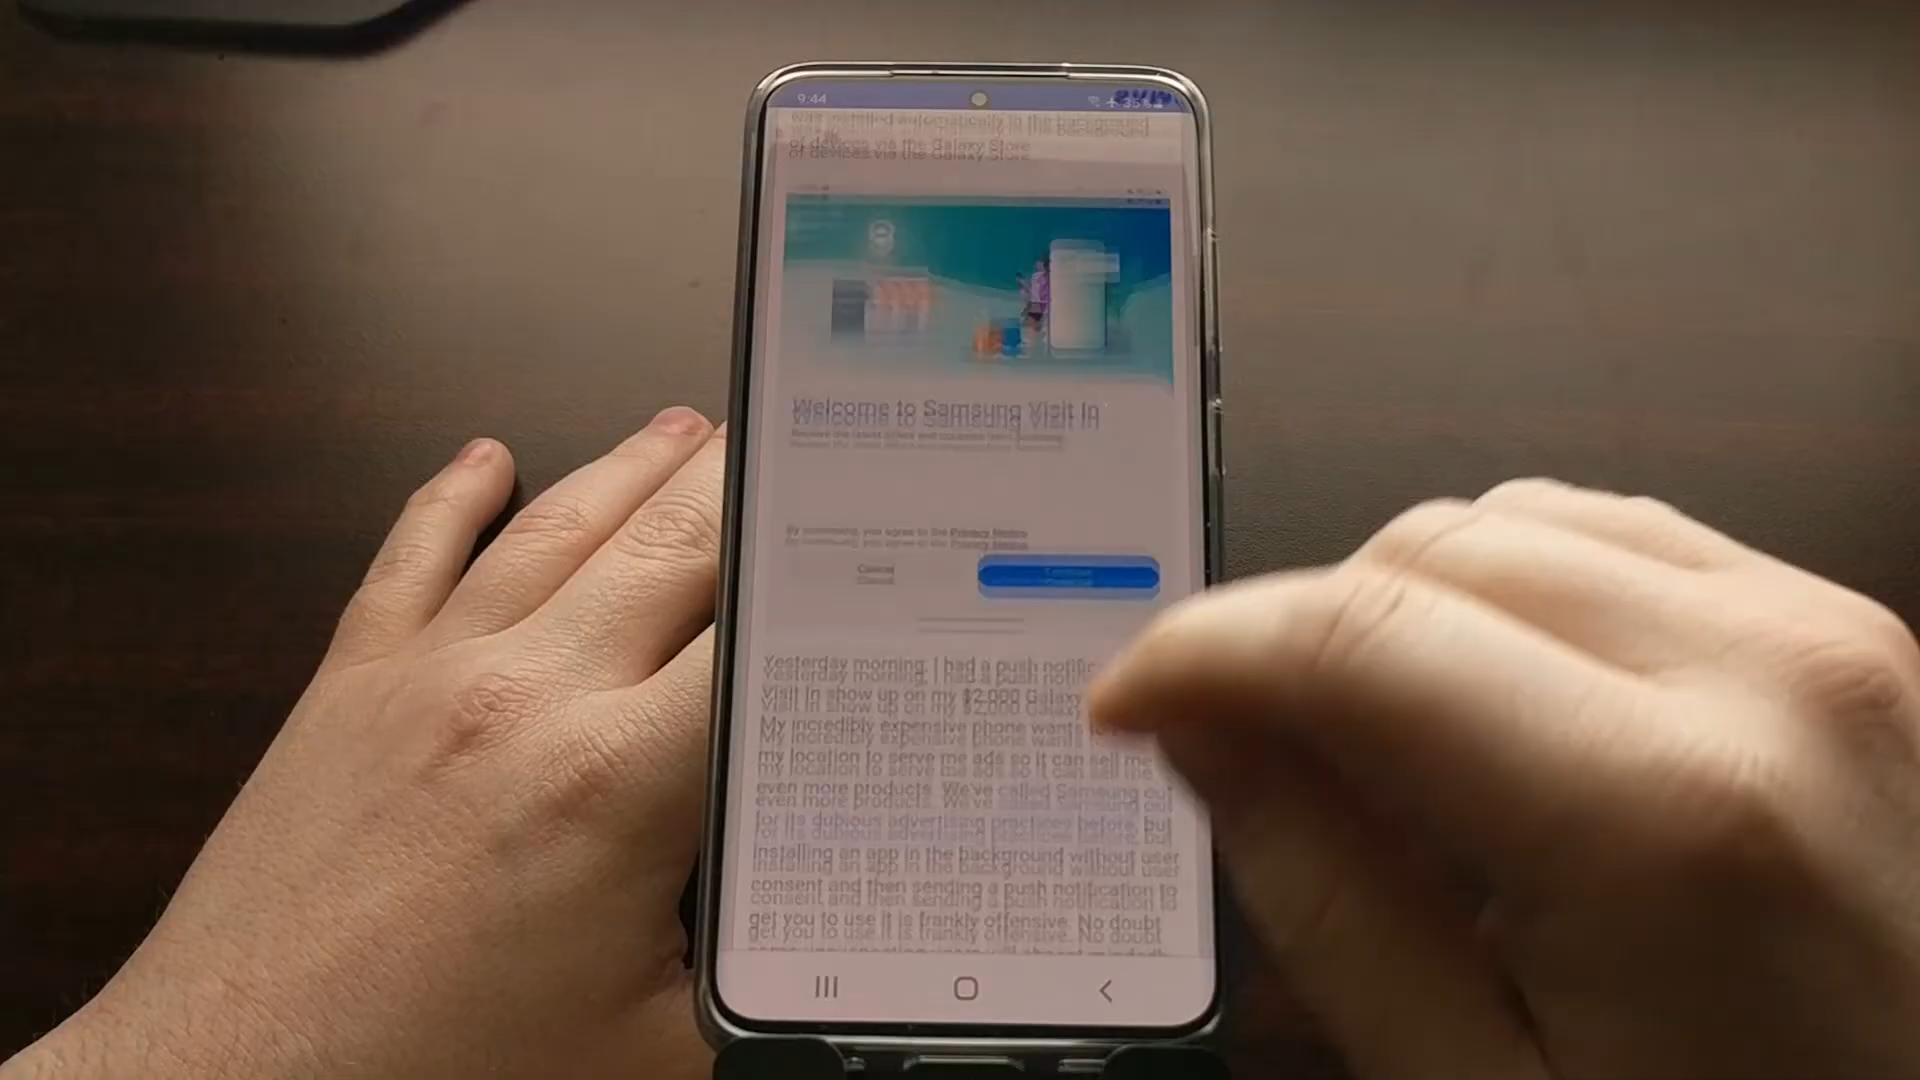 9:44
35%
was installed automatically in the background
of devices via the Galaxy Store
Welcome to Samsung Visit In
By continuing, you agree to the Privacy Notice
Cancel
Continue
Yesterday morning, I had a push
Visit In show up on my $2,000 Galaxy
My incredibly expensive phone wants
my location to serve me ads so it can sell me
even more products. We've called Samsung out
for its dubious advertising practices before, but
installing an app in the background without user
consent and then sending a push notification to
get you to use it is frankly offensive. No doubt